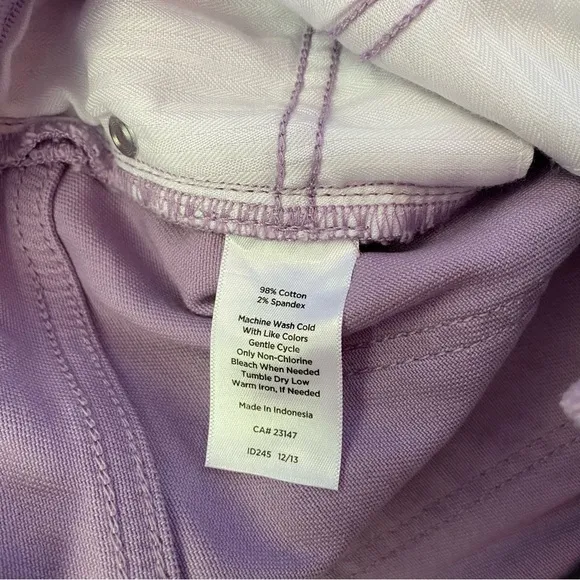 98% Cotton
2% Spandex
Machine Wash Cold
With Like Colors
Gentle Cycle
Only Non-Chlorine
Bleach When Needed
Tumble Dry Low
Warm Iron, If Needed
Made In Indonesia
CA# 23147
ID245 12/13